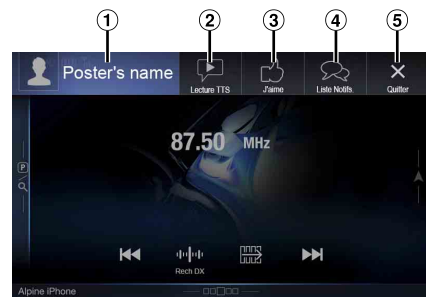 1 2 3 4 5
Poster's name
Lecture TTS J'aime Liste Notifs. Quitter
87.50 MHz
P
Rech DX
Alpine iPhone